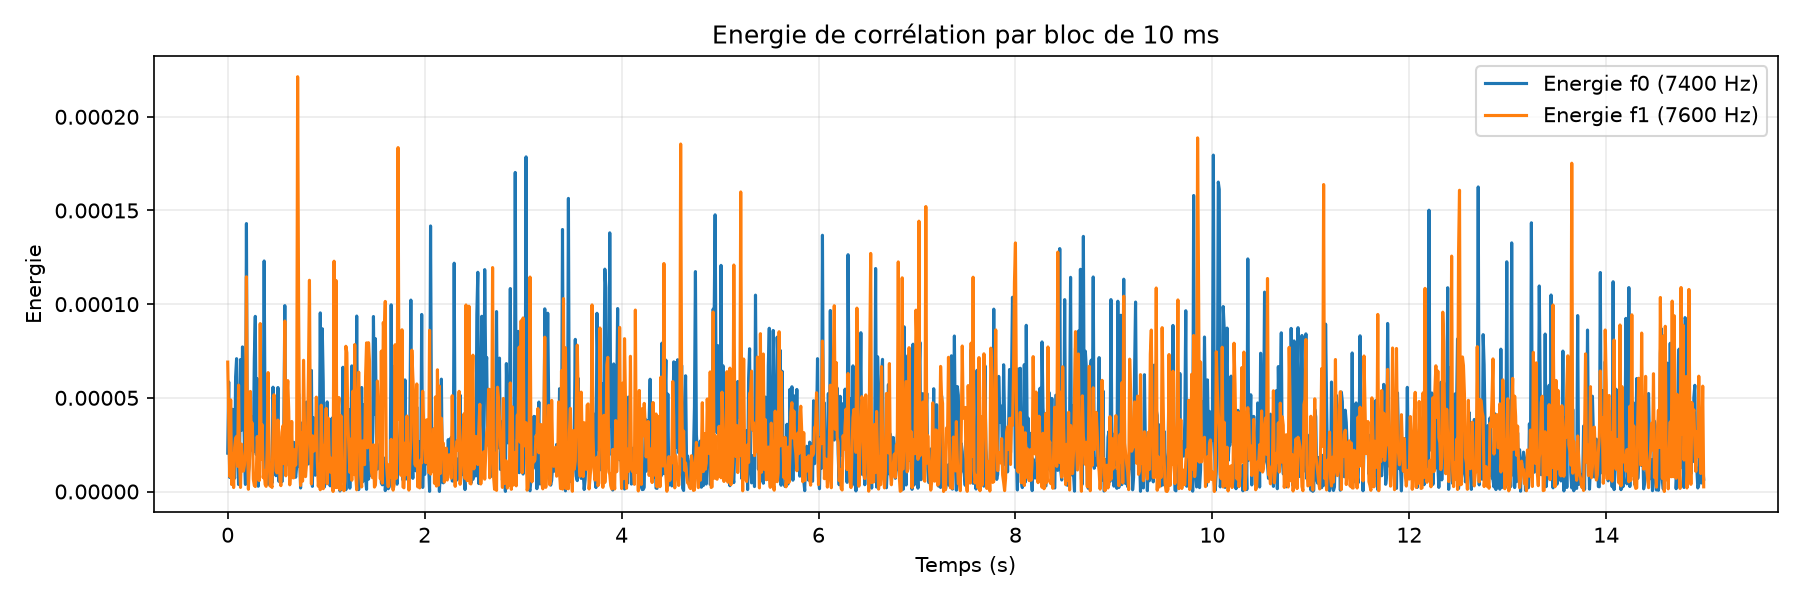 Energie de corrélation par bloc de 10 ms
Energie f0 (7400 Hz)
Energie f1 (7600 Hz)
Energie
0.00020
0.00015
0.00010
0.00005
0.00000
0 2 4 6 8 10 12 14
Temps (s)